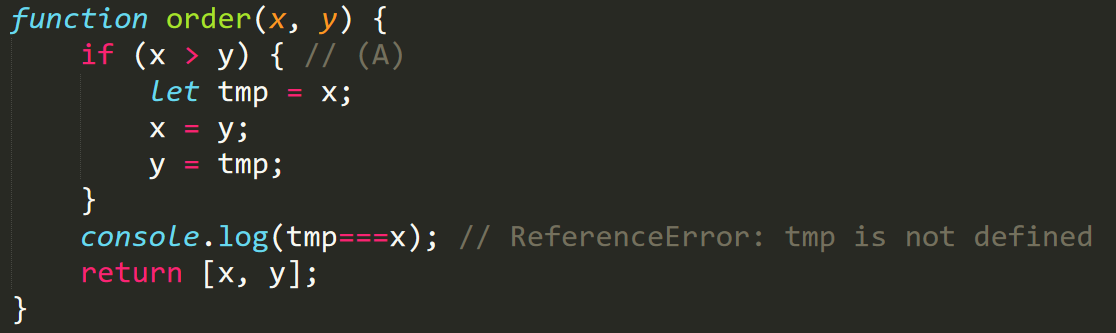 function order(x, y) {
    if (x > y) { // (A)
        let tmp = x;
        x = y;
        y = tmp;
    }
    console.log(tmp===x); // ReferenceError: tmp is not defined
    return [x, y];
}